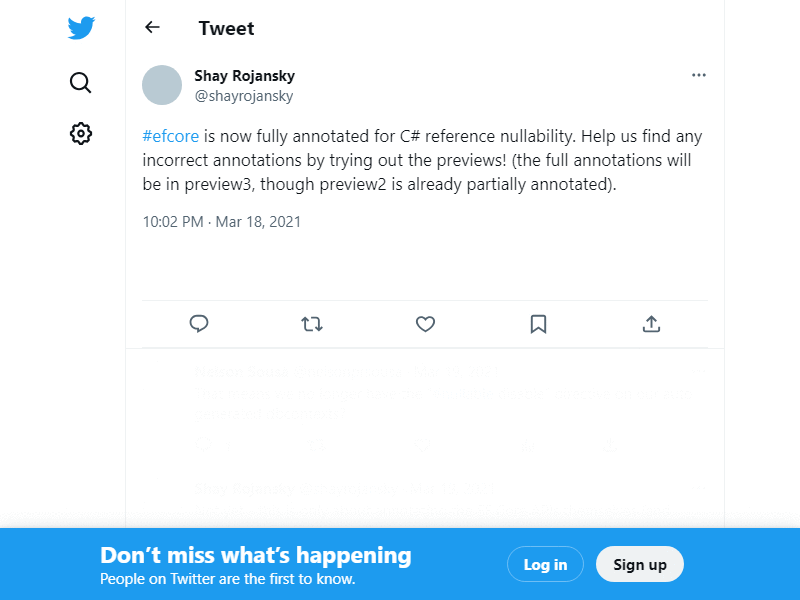 Tweet
Shay Rojansky
@shayrojansky
#efcore is now fully annotated for C# reference nullability. Help us find any
incorrect annotations by trying out the previews! (the full annotations will
be in preview3, though preview2 is already partially annotated).
10:02 PM · Mar 18, 2021
Don’t miss what’s happening
People on Twitter are the first to know.
Log in
Sign up